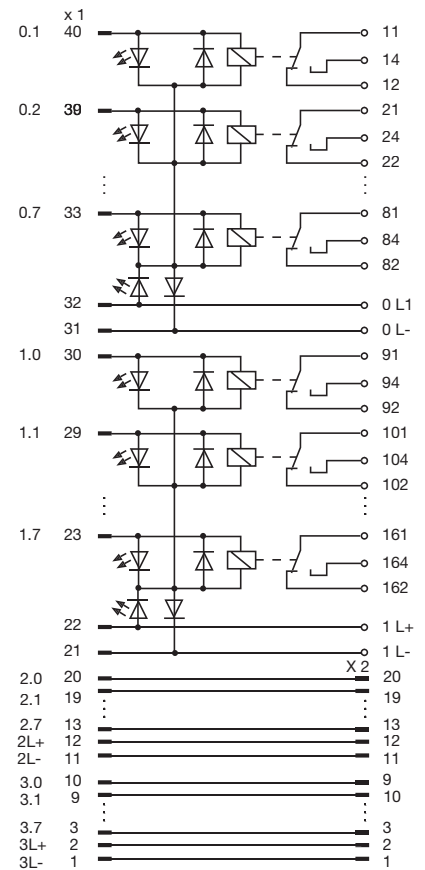 x 1
0.1 40 11
14
12
0.2 39 21
24
22
0.7 33 81
84
82
32 0 L1
31 0 L-
1.0 30 91
94
92
1.1 29 101
104
102
1.7 23 161
164
162
22 1 L+
21 1 L-
X 2
2.0 20 20
2.1 19 19
2.7 13 13
2L+ 12 12
2L- 11 11
3.0 10 9
3.1 9 10
3.7 3 3
3L+ 2 2
3L- 1 1